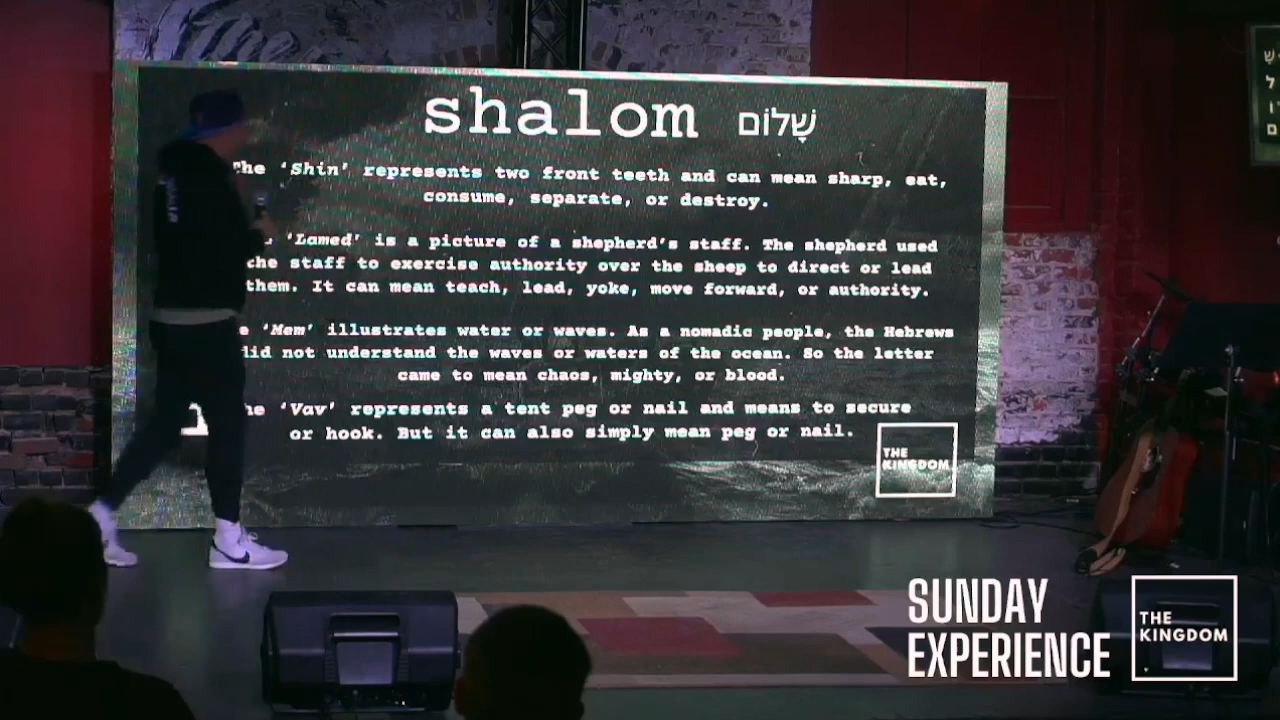 shalom שָׁלוֹם
The ‘Shin’ represents two front teeth and can mean sharp, eat,
consume, separate, or destroy.
‘Lamed’ is a picture of a shepherd’s staff. The shepherd used
the staff to exercise authority over the sheep to direct or lead
them. It can mean teach, lead, yoke, move forward, or authority.
‘Mem’ illustrates water or waves. As a nomadic people, the Hebrews
did not understand the waves or waters of the ocean. So the letter
came to mean chaos, mighty, or blood.
The ‘Vav’ represents a tent peg or nail and means to secure
or hook. But it can also simply mean peg or nail.
THE
KINGDOM
SUNDAY
EXPERIENCE
THE
KINGDOM
שׁ
ל
ו
ם